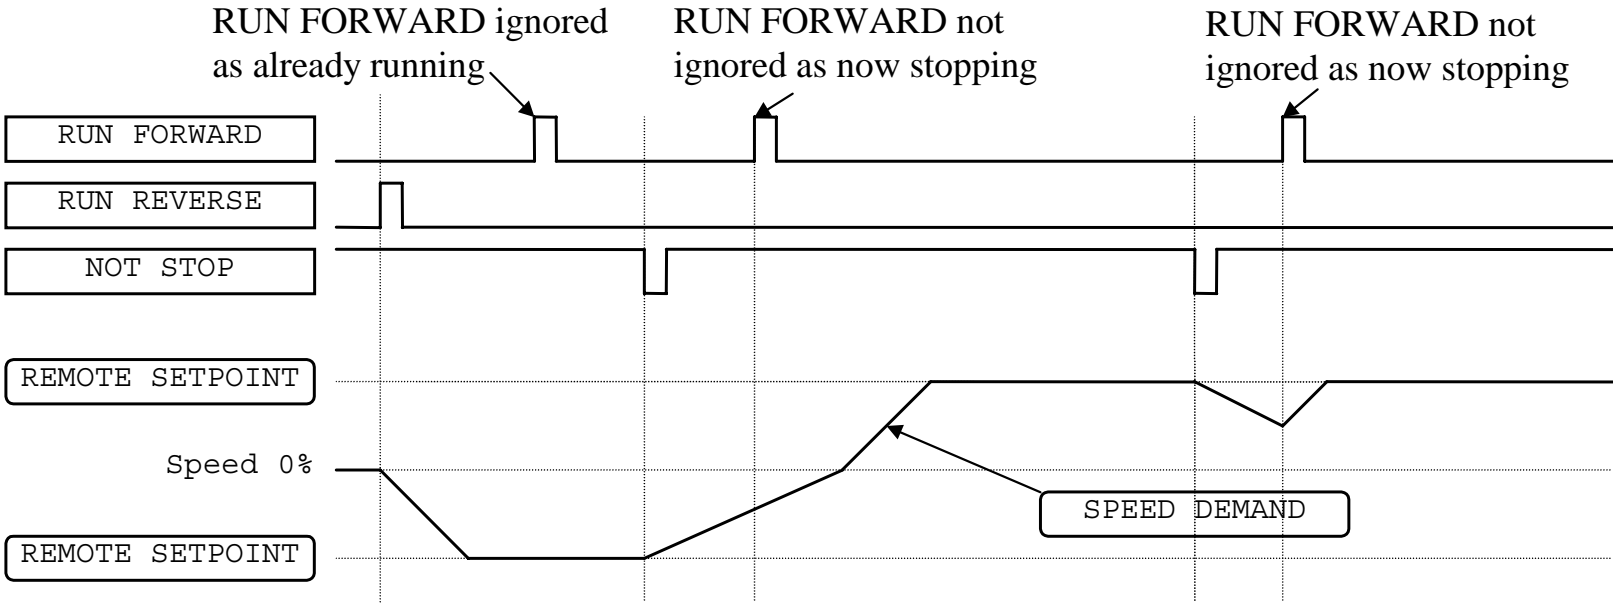 RUN FORWARD ignored
as already running
RUN FORWARD not
ignored as now stopping
RUN FORWARD not
ignored as now stopping
RUN FORWARD
RUN REVERSE
NOT STOP
REMOTE SETPOINT
Speed 0%
SPEED DEMAND
REMOTE SETPOINT